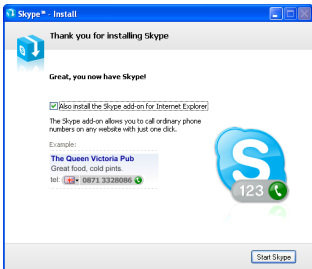 Skype™ - Install
Thank you for installing Skype
Great, you now have Skype!
Also install the Skype add-on for Internet Explorer
The Skype add-on allows you to call ordinary phone
numbers on any website with just one click.
Example:
The Queen Victoria Pub
Great food, cold pints.
tel: 0871 3328086
S
123
Start Skype